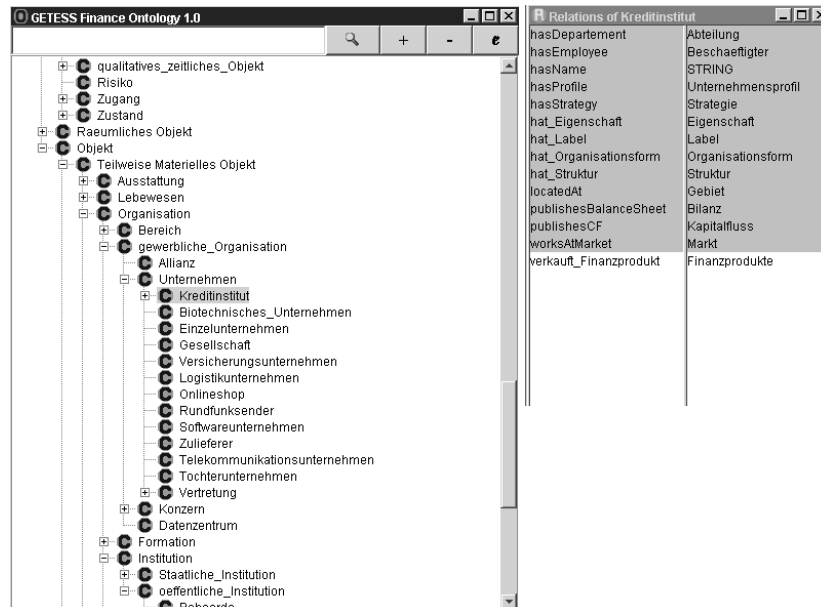 GETESS Finance Ontology 1.0
+ - e
qualitatives_zeitliches_Objekt
Risiko
Zugang
Zustand
Raeumliches Objekt
Objekt
Teilweise Materielles Objekt
Ausstattung
Lebewesen
Organisation
Bereich
gewerbliche_Organisation
Allianz
Unternehmen
Kreditinstitut
Biotechnisches_Unternehmen
Einzelunternehmen
Gesellschaft
Versicherungsunternehmen
Logistikunternehmen
Onlineshop
Rundfunksender
Softwareunternehmen
Zulieferer
Telekommunikationsunternehmen
Tochterunternehmen
Vertretung
Konzern
Datenzentrum
Formation
Institution
Staatliche_Institution
oeffentliche_Institution
Relations of Kreditinstitut
hasDepartement Abteilung
hasEmployee Beschaeftigter
hasName STRING
hasProfile Unternehmensprofil
hasStrategy Strategie
hat_Eigenschaft Eigenschaft
hat_Label Label
hat_Organisationsform Organisationsform
hat_Struktur Struktur
locatedAt Gebiet
publishesBalanceSheet Bilanz
publishesCF Kapitalfluss
worksAtMarket Markt
verkauft_Finanzprodukt Finanzprodukte